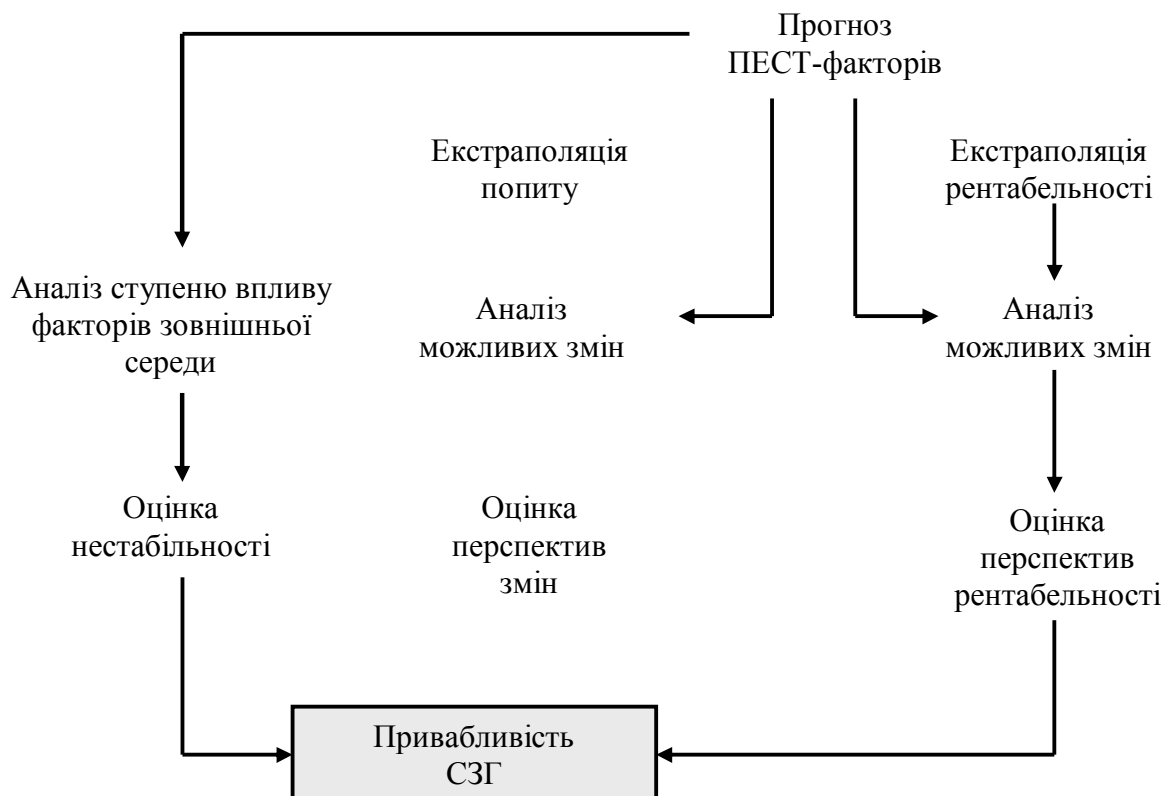 Прогноз
ПЕСТ-факторів
Екстраполяція
попиту
Екстраполяція
рентабельності
Аналіз ступеню впливу
факторів зовнішньої
середи
Аналіз
можливих змін
Аналіз
можливих змін
Оцінка
нестабільності
Оцінка
перспектив
змін
Оцінка
перспектив
рентабельності
Привабливість
СЗГ